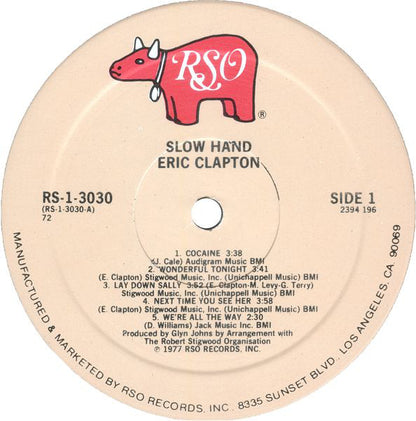 RSO
®
SLOW HAND
ERIC CLAPTON
RS-1-3030
(RS-1-3030-A)
72
SIDE 1
2394 196
1. COCAINE 3:38
(J. Cale) Audigram Music BMI
2. WONDERFUL TONIGHT 3:41
(E. Clapton) Stigwood Music, Inc. (Unichappell Music) BMI
3. LAY DOWN SALLY 3:52 (E. Clapton-M. Levy-G. Terry)
Stigwood Music, Inc. (Unichappell Music) BMI
4. NEXT TIME YOU SEE HER 3:58
(E. Clapton) Stigwood Music, Inc. (Unichappell Music) BMI
5. WE'RE ALL THE WAY 2:30
(D. Williams) Jack Music Inc. BMI
Produced by Glyn Johns by Arrangement with
The Robert Stigwood Organisation
℗ 1977 RSO RECORDS, INC.
MANUFACTURED & MARKETED BY RSO RECORDS, INC. 8335 SUNSET BLVD., LOS ANGELES, CA 90069